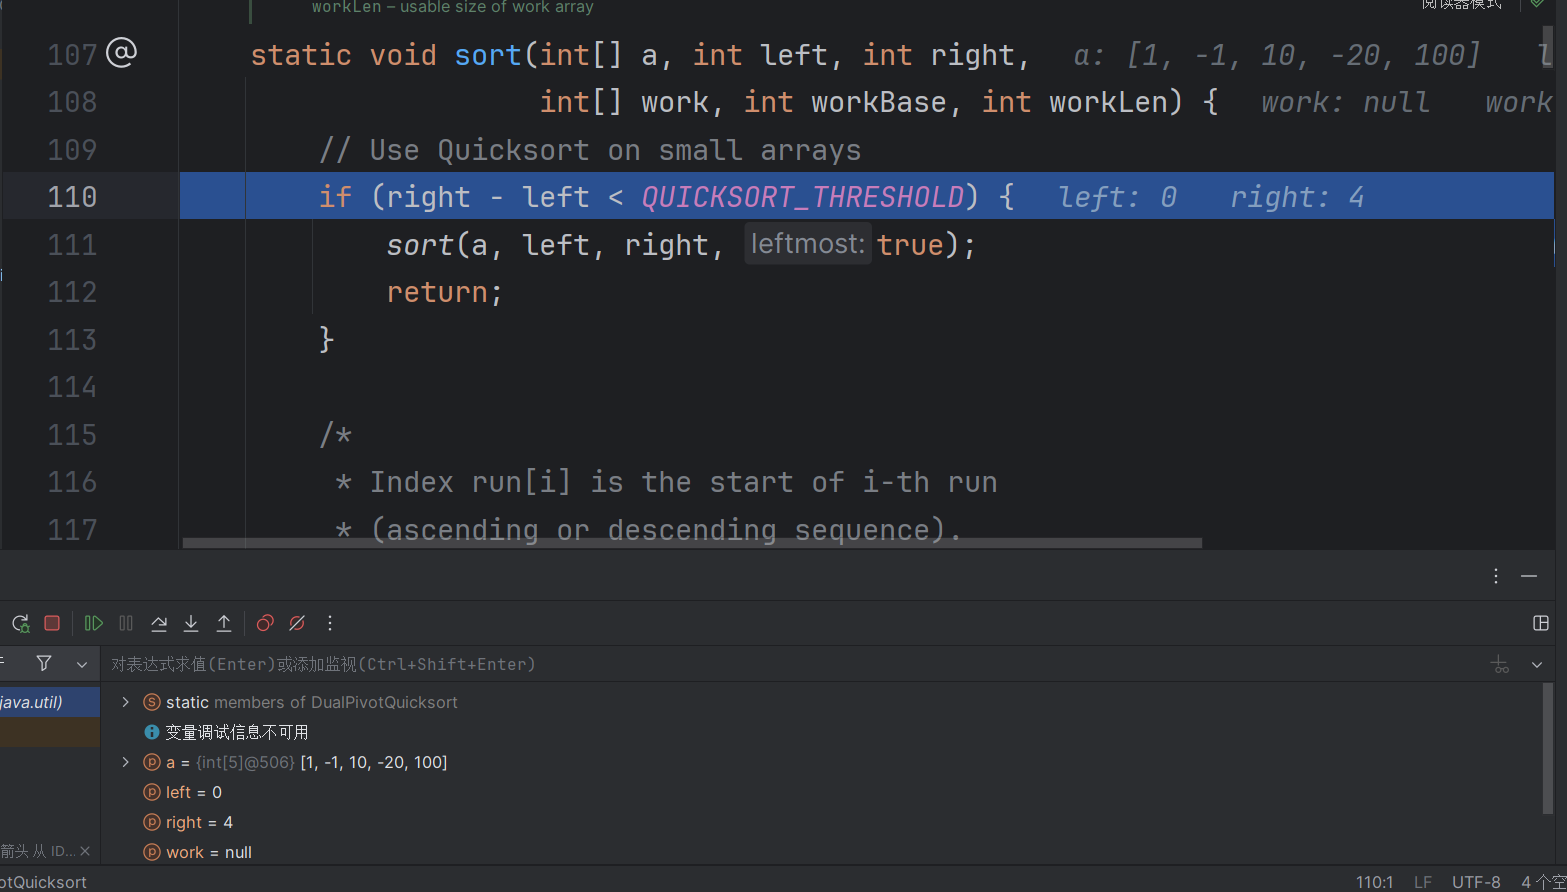 workLen – usable size of work array
阅读器模式
107 static void sort(int[] a, int left, int right, a: [1, -1, 10, -20, 100] l
108 int[] work, int workBase, int workLen) { work: null work
109 // Use Quicksort on small arrays
110 if (right - left < QUICKSORT_THRESHOLD) { left: 0 right: 4
111 sort(a, left, right, leftmost: true);
112 return;
113 }
114
115 /*
116 * Index run[i] is the start of i-th run
117 * (ascending or descending sequence).
对表达式求值(Enter)或添加监视(Ctrl+Shift+Enter)
java.util)
static members of DualPivotQuicksort
变量调试信息不可用
a = {int[5]@506} [1, -1, 10, -20, 100]
left = 0
right = 4
work = null
箭头 从 ID...
otQuicksort
110:1 LF UTF-8 4 个空